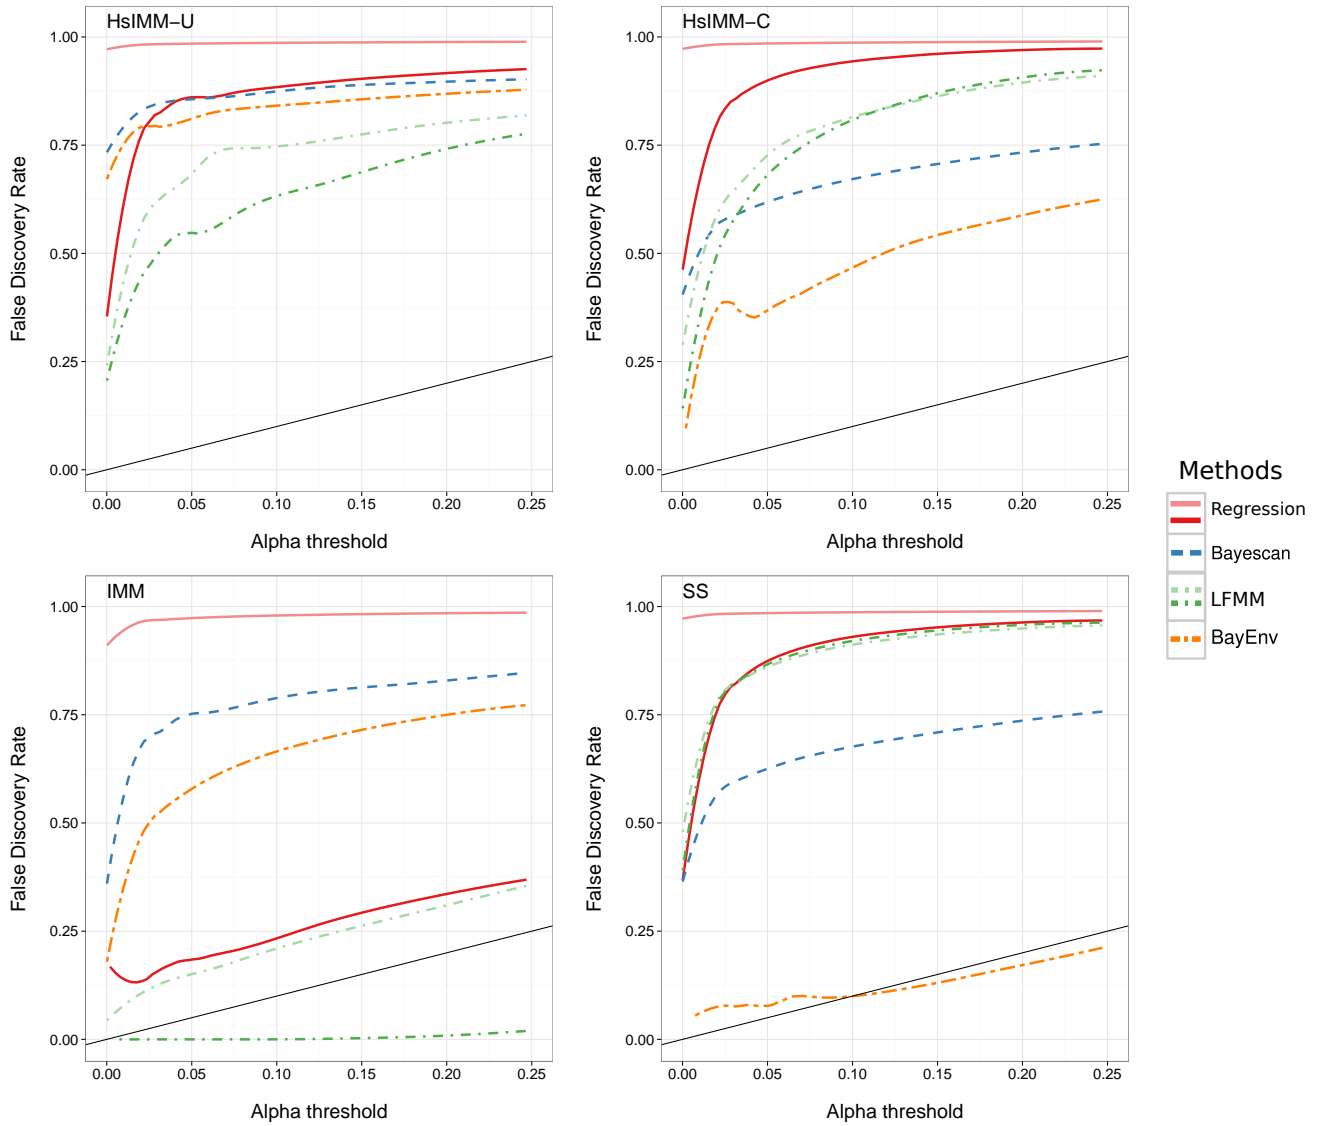 HsIMM−U
1.00
0.75
0.50
0.25
0.00
False Discovery Rate
0.00 0.05 0.10 0.15 0.20 0.25
Alpha threshold
HsIMM−C
1.00
0.75
0.50
0.25
0.00
False Discovery Rate
0.00 0.05 0.10 0.15 0.20 0.25
Alpha threshold
IMM
1.00
0.75
0.50
0.25
0.00
False Discovery Rate
0.00 0.05 0.10 0.15 0.20 0.25
Alpha threshold
SS
1.00
0.75
0.50
0.25
0.00
False Discovery Rate
0.00 0.05 0.10 0.15 0.20 0.25
Alpha threshold
Methods
Regression
Bayescan
LFMM
BayEnv